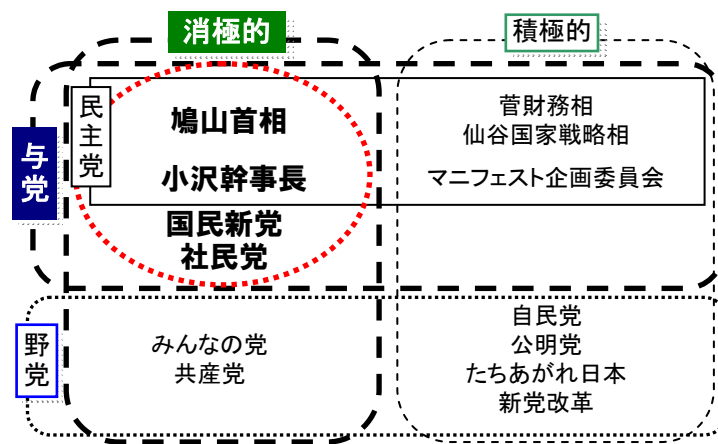 消極的
積極的
与党
民主党
鳩山首相
小沢幹事長
国民新党
社民党
菅財務相
仙谷国家戦略相
マニフェスト企画委員会
野党
みんなの党
共産党
自民党
公明党
たちあがれ日本
新党改革